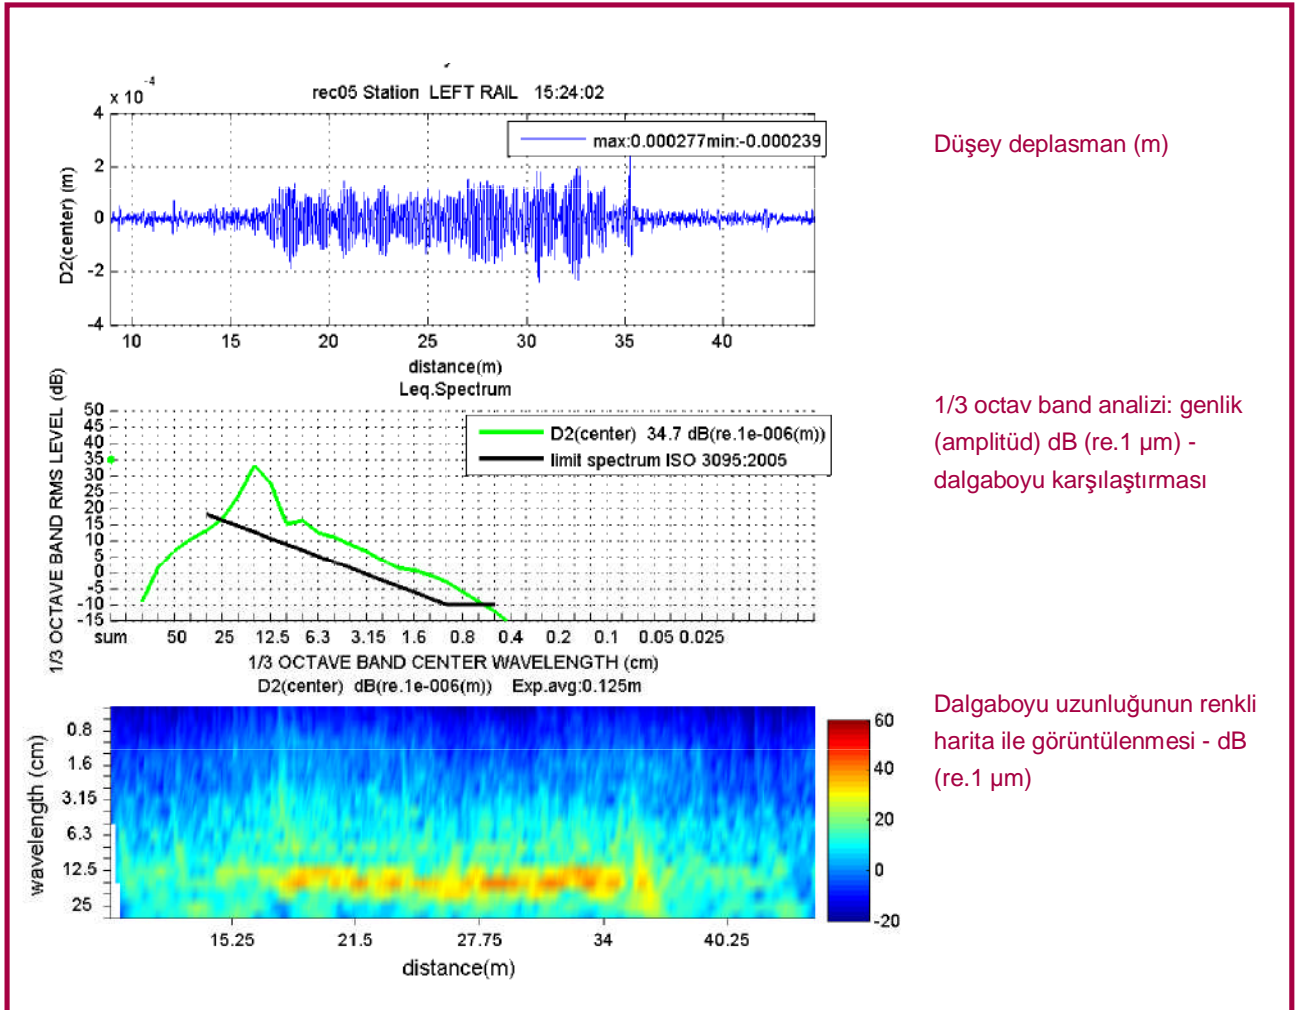 rec05 Station LEFT RAIL 15:24:02
x 10 -4
max:0.000277min:-0.000239
Düşey deplasman (m)
D2(center) (m)
4
2
0
-2
-4
10 15 20 25 30 35 40
distance(m)
Leq.Spectrum
1/3 OCTAVE BAND RMS LEVEL (dB)
50
45
40
35
30
25
20
15
10
5
0
-5
-10
-15
D2(center) 34.7 dB(re.1e-006(m))
limit spectrum ISO 3095:2005
1/3 octav band analizi: genlik
(amplitüd) dB (re.1 µm) -
dalgaboyu karşılaştırması
sum 50 25 12.5 6.3 3.15 1.6 0.8 0.4 0.2 0.1 0.05 0.025
1/3 OCTAVE BAND CENTER WAVELENGTH (cm)
D2(center) dB(re.1e-006(m)) Exp.avg:0.125m
wavelength (cm)
0.8
1.6
3.15
6.3
12.5
25
60
40
20
0
-20
Dalgaboyu uzunluğunun renkli
harita ile görüntülenmesi - dB
(re.1 µm)
15.25 21.5 27.75 34 40.25
distance(m)